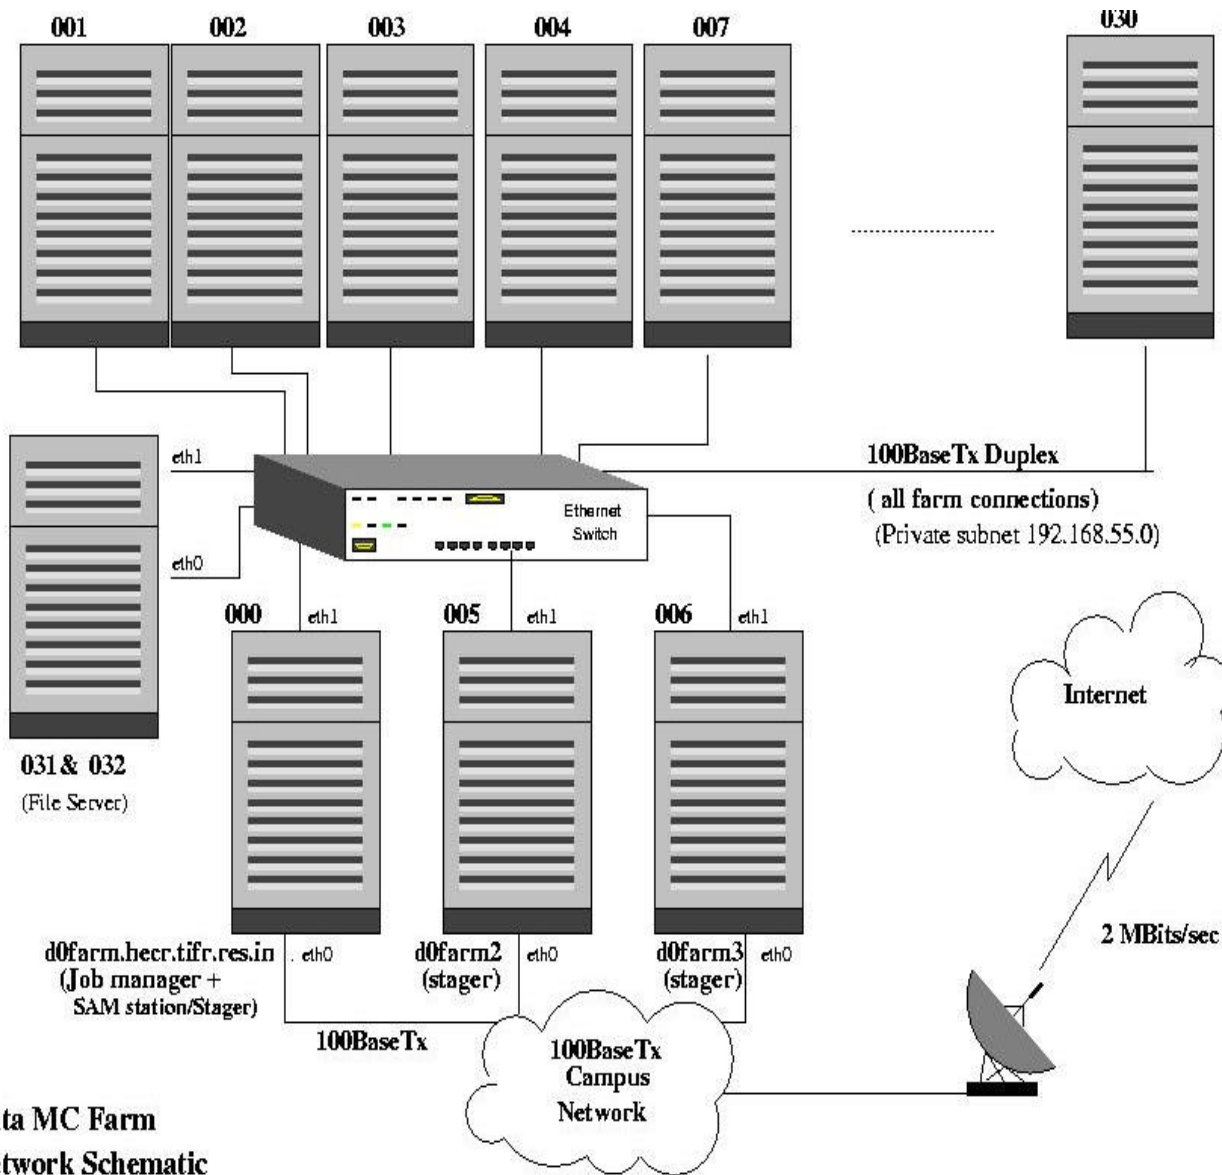 001
002
003
004
007
030
eth1
eth0
Ethernet
Switch
100BaseTx Duplex
( all farm connections)
(Private subnet 192.168.55.0)
000
eth1
005
eth1
006
eth1
Internet
031& 032
(File Server)
2 MBits/sec
d0farm.hecr.tifr.res.in
(Job manager +
SAM station/Stager)
. eth0
d0farm2
(stager)
eth0
d0farm3
(stager)
eth0
100BaseTx
100BaseTx
Campus
Network
ta MC Farm
twork Schematic